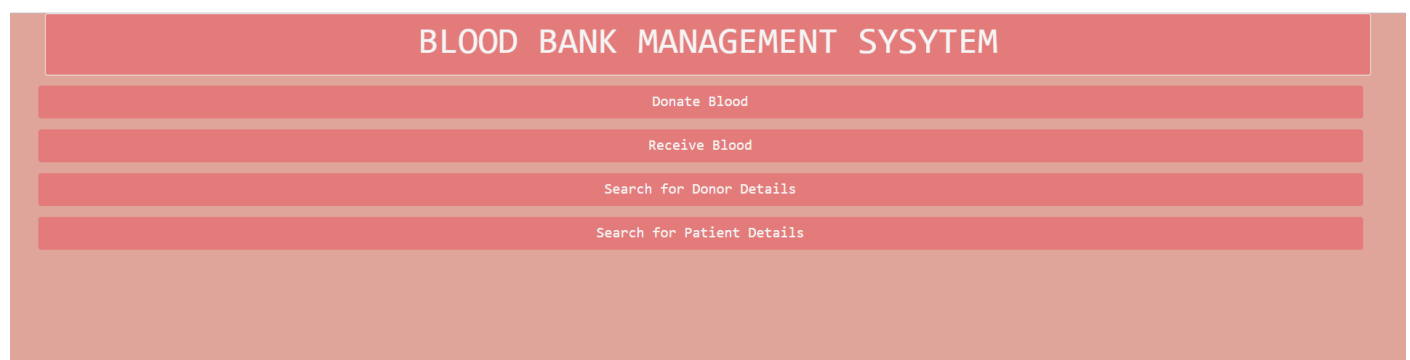 BLOOD BANK MANAGEMENT SYSYTEM
Donate Blood
Receive Blood
Search for Donor Details
Search for Patient Details